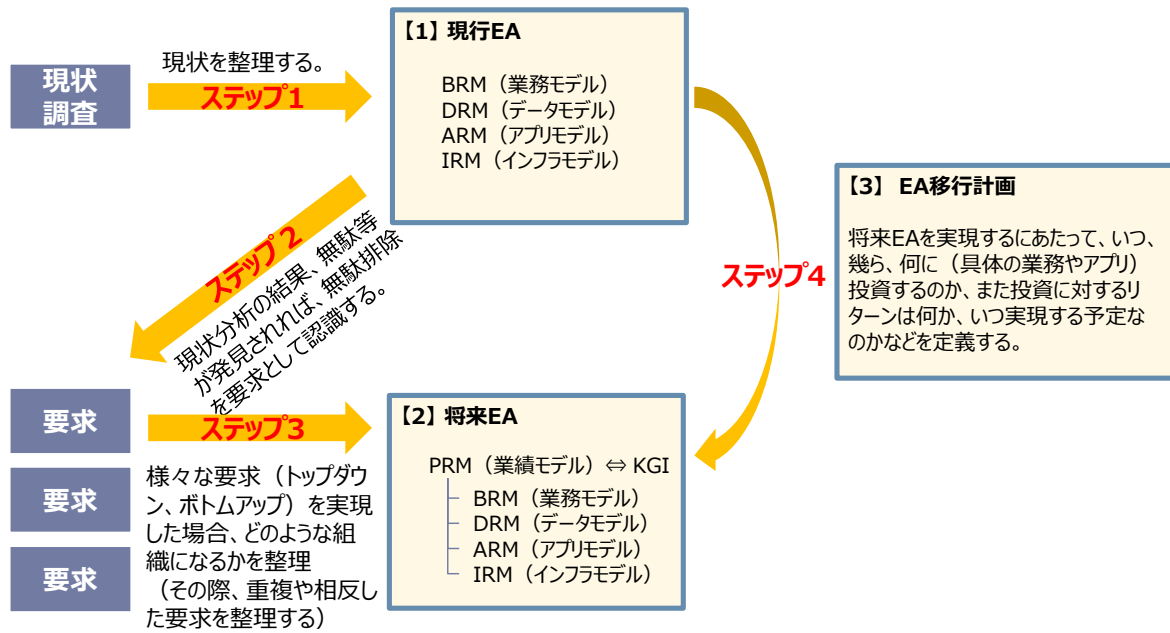 現状
調査
現状を整理する。
ステップ1
【1】 現行EA
BRM（業務モデル）
DRM（データモデル）
ARM（アプリモデル）
IRM（インフラモデル）
ステップ2
現状分析の結果、無駄等
が発見されれば、無駄排除
を要求として認識する。
要求
要求
要求
ステップ3
様々な要求（トップダウ
ン、ボトムアップ）を実現
した場合、どのような組
織になるかを整理
（その際、重複や相反し
た要求を整理する）
【2】 将来EA
PRM（業績モデル）⇔ KGI
BRM（業務モデル）
DRM（データモデル）
ARM（アプリモデル）
IRM（インフラモデル）
ステップ4
【3】 EA移行計画
将来EAを実現するにあたって、いつ、
幾ら、何に（具体の業務やアプリ）
投資するのか、また投資に対するリ
ターンは何か、いつ実現する予定な
のかなどを定義する。